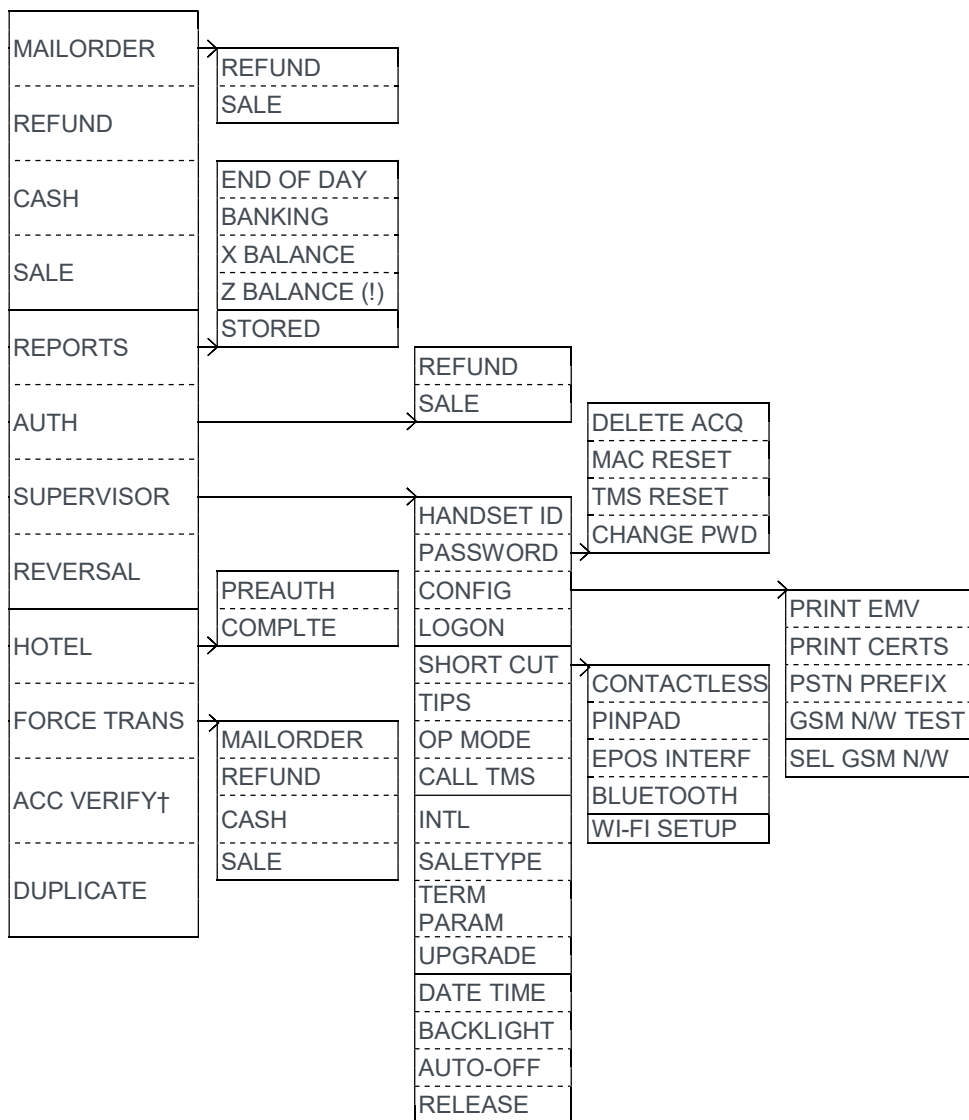 MAILORDER
REFUND
CASH
SALE
REPORTS
AUTH
SUPERVISOR
REVERSAL
HOTEL
FORCE TRANS
ACC VERIFY†
DUPLICATE
REFUND
SALE
END OF DAY
BANKING
X BALANCE
Z BALANCE (!)
STORED
PREAUTH
COMPLTE
MAILORDER
REFUND
CASH
SALE
REFUND
SALE
HANDSET ID
PASSWORD
CONFIG
LOGON
SHORT CUT
TIPS
OP MODE
CALL TMS
INTL
SALETYPE
TERM
PARAM
UPGRADE
DATE TIME
BACKLIGHT
AUTO-OFF
RELEASE
DELETE ACQ
MAC RESET
TMS RESET
CHANGE PWD
CONTACTLESS
PINPAD
EPOS INTERF
BLUETOOTH
WI-FI SETUP
PRINT EMV
PRINT CERTS
PSTN PREFIX
GSM N/W TEST
SEL GSM N/W